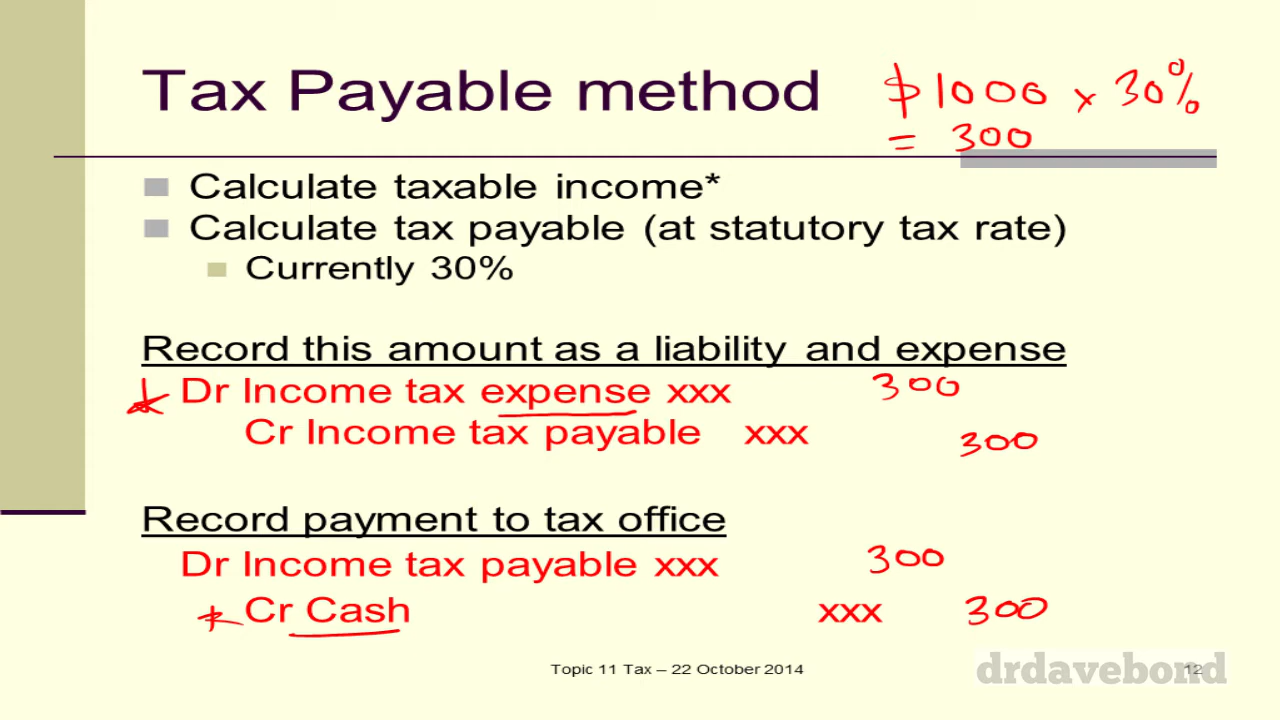 Tax Payable method
$1000 x 30%
= 300
Calculate taxable income*
Calculate tax payable (at statutory tax rate)
Currently 30%
Record this amount as a liability and expense
* Dr Income tax expense xxx 300
Cr Income tax payable xxx 300
Record payment to tax office
Dr Income tax payable xxx 300
* Cr Cash xxx 300
Topic 11 Tax – 22 October 2014
drdavebond
12